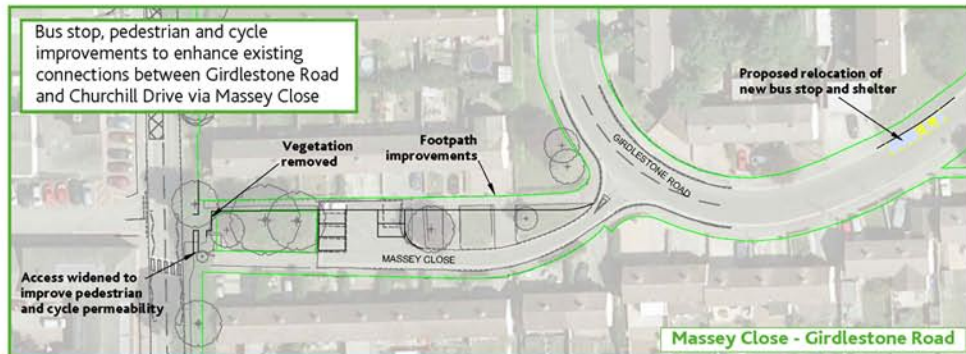 Bus stop, pedestrian and cycle
improvements to enhance existing
connections between Girdlestone Road
and Churchill Drive via Massey Close
Proposed relocation of
new bus stop and shelter
Vegetation
removed
Footpath
improvements
GIRDLESTONE ROAD
MASSEY CLOSE
Access widened to
improve pedestrian
and cycle permeability
Massey Close - Girdlestone Road